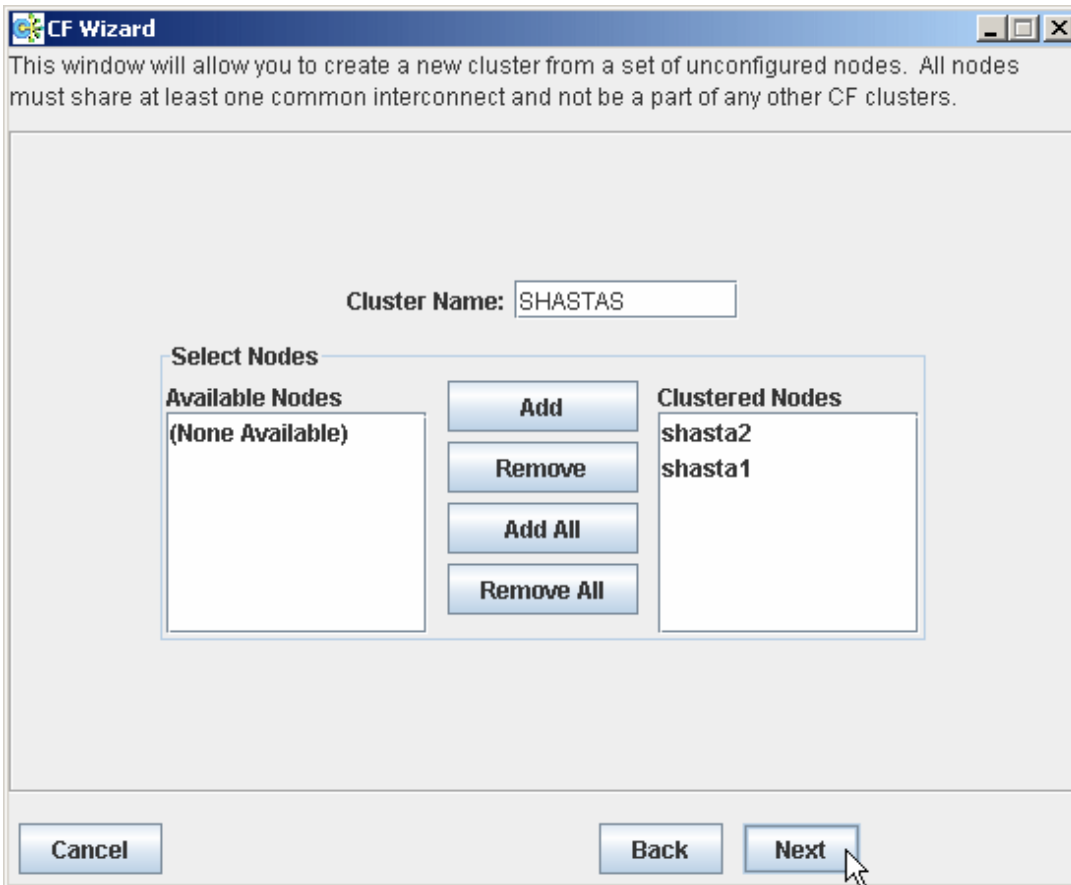 CF Wizard
This window will allow you to create a new cluster from a set of unconfigured nodes. All nodes
must share at least one common interconnect and not be a part of any other CF clusters.
Cluster Name: SHASTAS
Select Nodes
Available Nodes
(None Available)
Add
Remove
Add All
Remove All
Clustered Nodes
shasta2
shasta1
Cancel
Back
Next